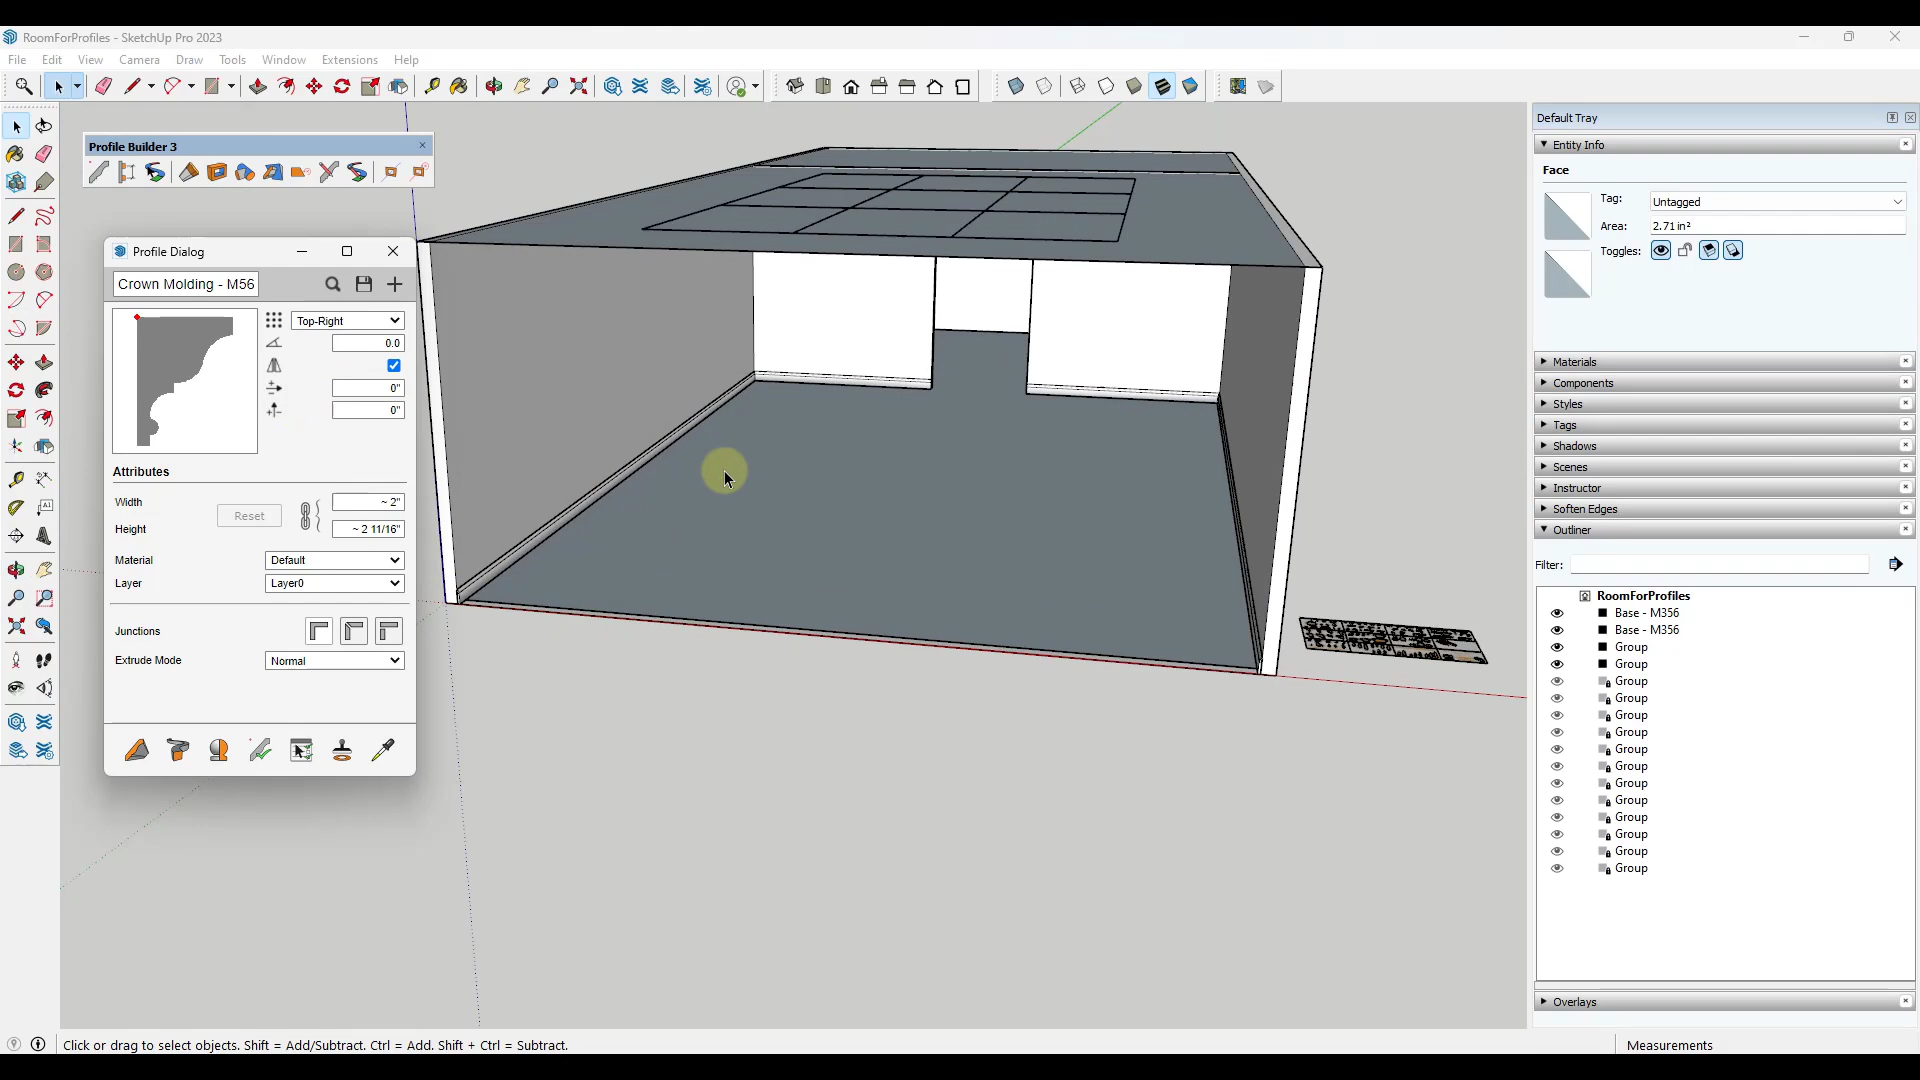 RoomForProfiles - SketchUp Pro 2023
File Edit View Camera Draw Tools Window Extensions Help
Default Tray
Entity Info
Face
Tag: Untagged
Area: 2.71 in²
Toggles:
Materials
Components
Styles
Tags
Shadows
Scenes
Instructor
Soften Edges
Outliner
Filter:
RoomForProfiles
Base - M356
Base - M356
Group
Group
Group
Group
Group
Group
Group
Group
Group
Group
Group
Group
Group
Group
Overlays
Profile Builder 3
Profile Dialog
Crown Molding - M56
Top-Right
0.0
0"
0"
Attributes
Width ~ 2"
Reset
Height ~ 2 11/16"
Material Default
Layer Layer0
Junctions
Extrude Mode Normal
A1
Click or drag to select objects. Shift = Add/Subtract. Ctrl = Add. Shift + Ctrl = Subtract.
Measurements